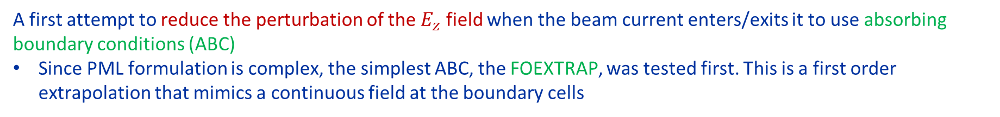 A first attempt to reduce the perturbation of the E_z field when the beam current enters/exits it to use absorbing
boundary conditions (ABC)
• Since PML formulation is complex, the simplest ABC, the FOEXTRAP, was tested first. This is a first order
extrapolation that mimics a continuous field at the boundary cells